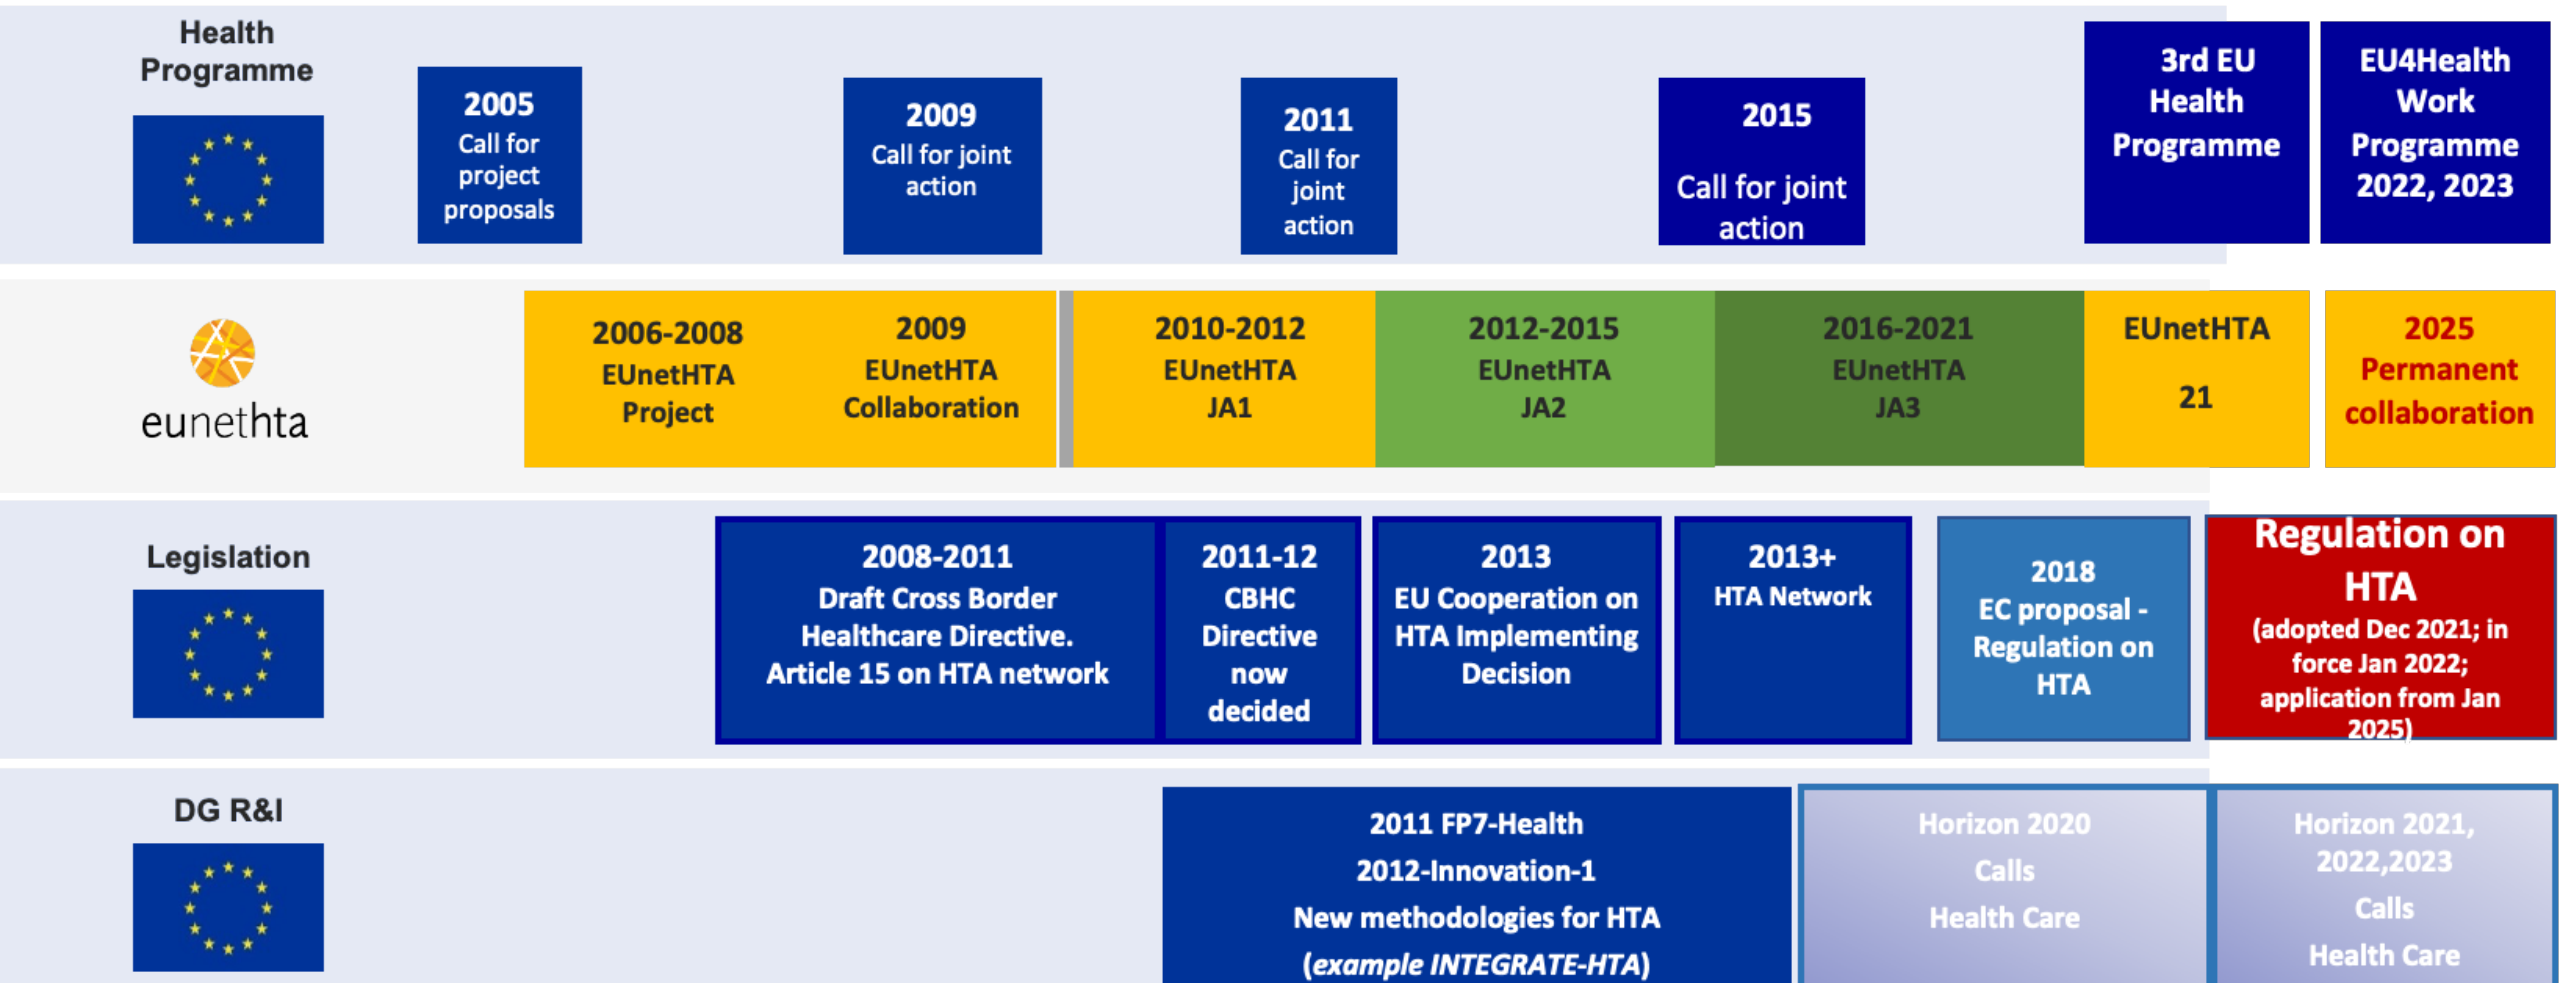 Health
Programme
2005
Call for
project
proposals
2009
Call for joint
action
2011
Call for
joint
action
2015
Call for joint
action
3rd EU
Health
Programme
EU4Health
Work
Programme
2022, 2023
eunethta
2006-2008
EUnetHTA
Project
2009
EUnetHTA
Collaboration
2010-2012
EUnetHTA
JA1
2012-2015
EUnetHTA
JA2
2016-2021
EUnetHTA
JA3
EUnetHTA
21
2025
Permanent
collaboration
Legislation
2008-2011
Draft Cross Border
Healthcare Directive.
Article 15 on HTA network
2011-12
CBHC
Directive
now
decided
2013
EU Cooperation on
HTA Implementing
Decision
2013+
HTA Network
2018
EC proposal -
Regulation on
HTA
Regulation on
HTA
(adopted Dec 2021; in
force Jan 2022;
application from Jan
2025)
DG R&I
2011 FP7-Health
2012-Innovation-1
New methodologies for HTA
(example INTEGRATE-HTA)
Horizon 2020
Calls
Health Care
Horizon 2021,
2022,2023
Calls
Health Care